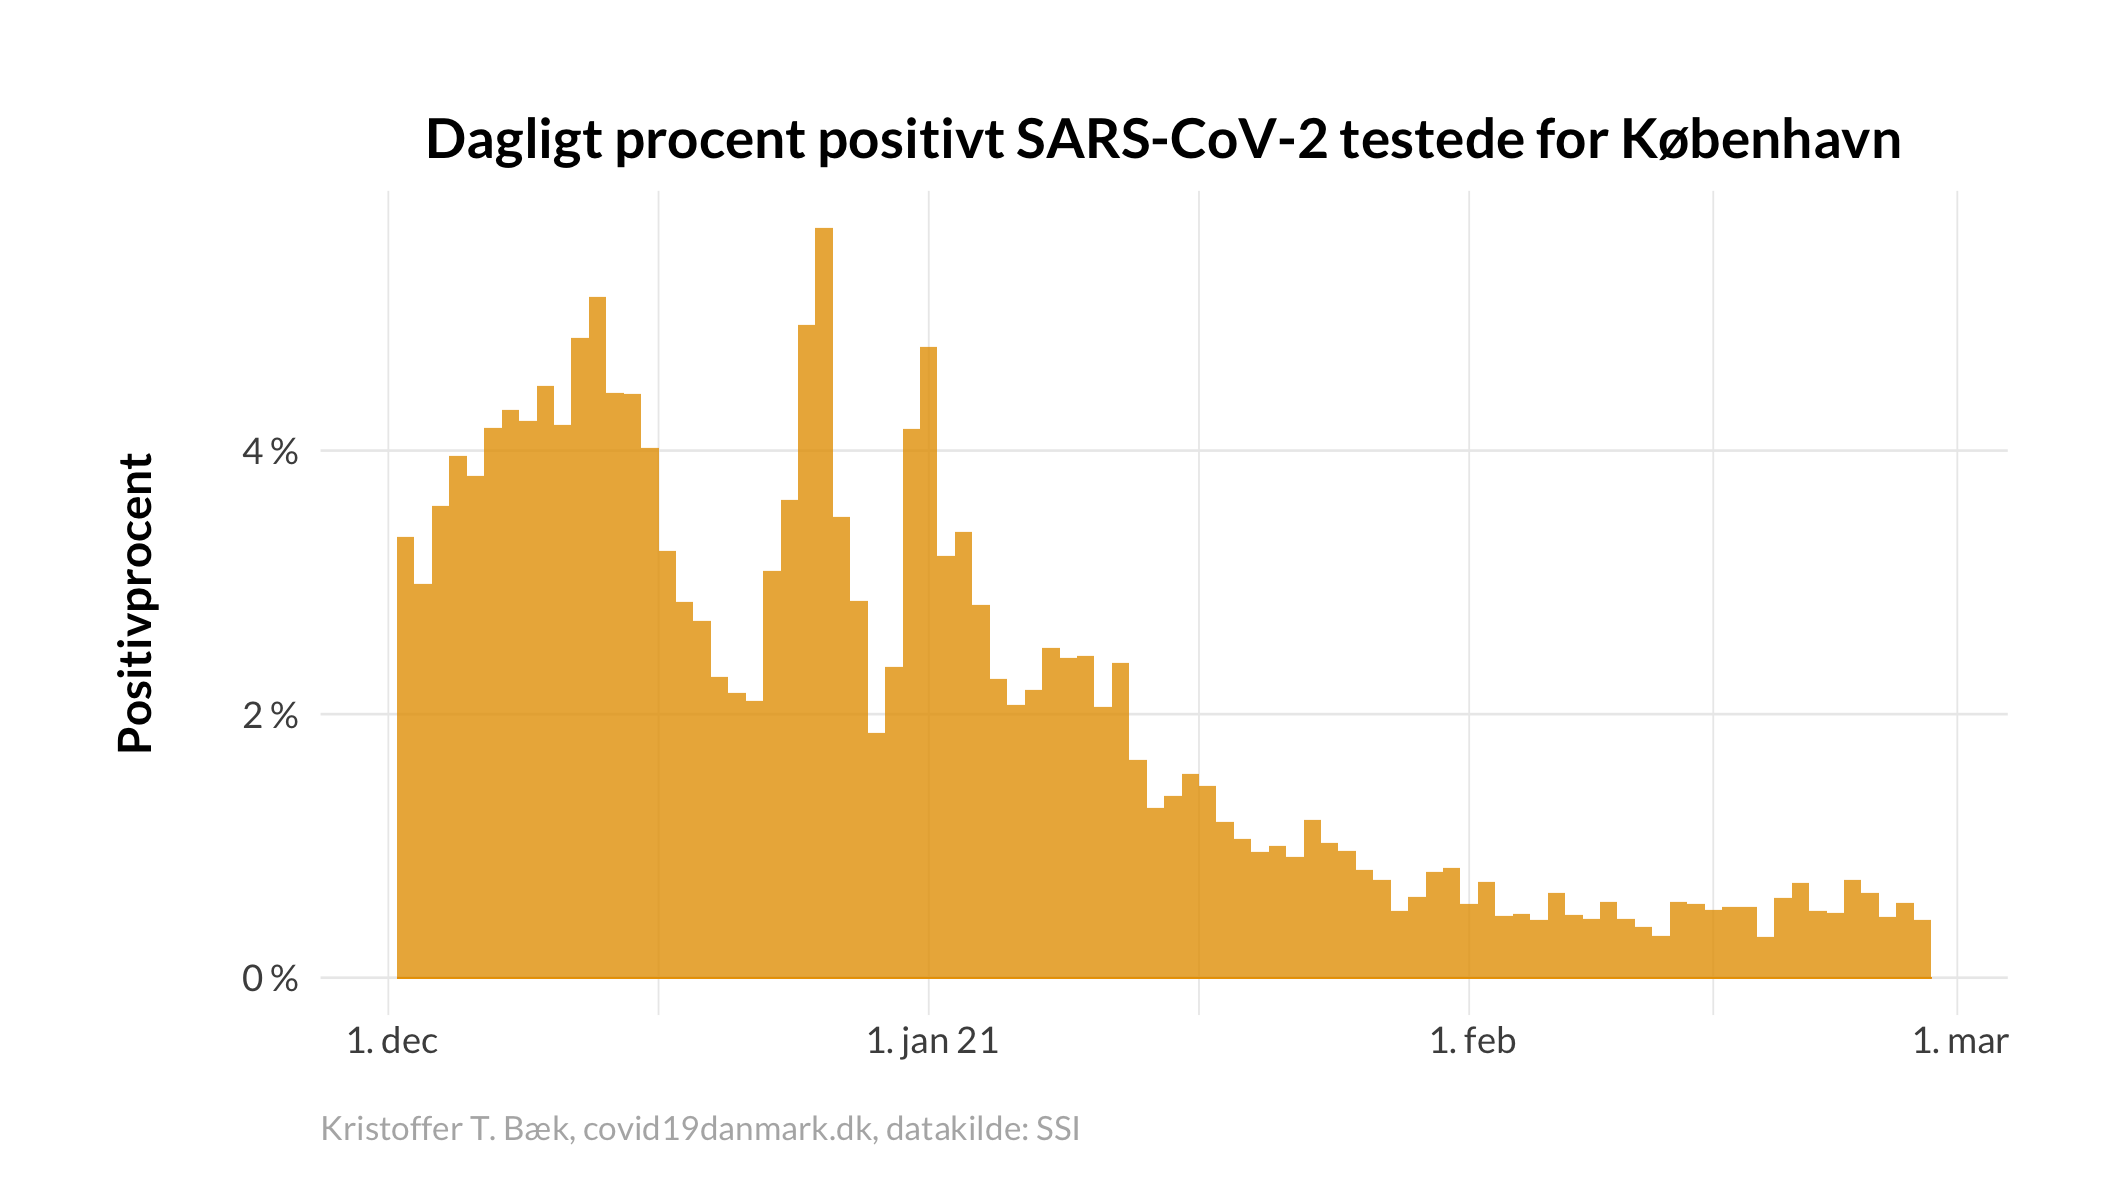 Dagligt procent positivt SARS-CoV-2 testede for København
Positivprocent
4 %
2 %
0 %
1. dec
1. jan 21
1. feb
1. mar
Kristoffer T. Bæk, covid19danmark.dk, datakilde: SSI